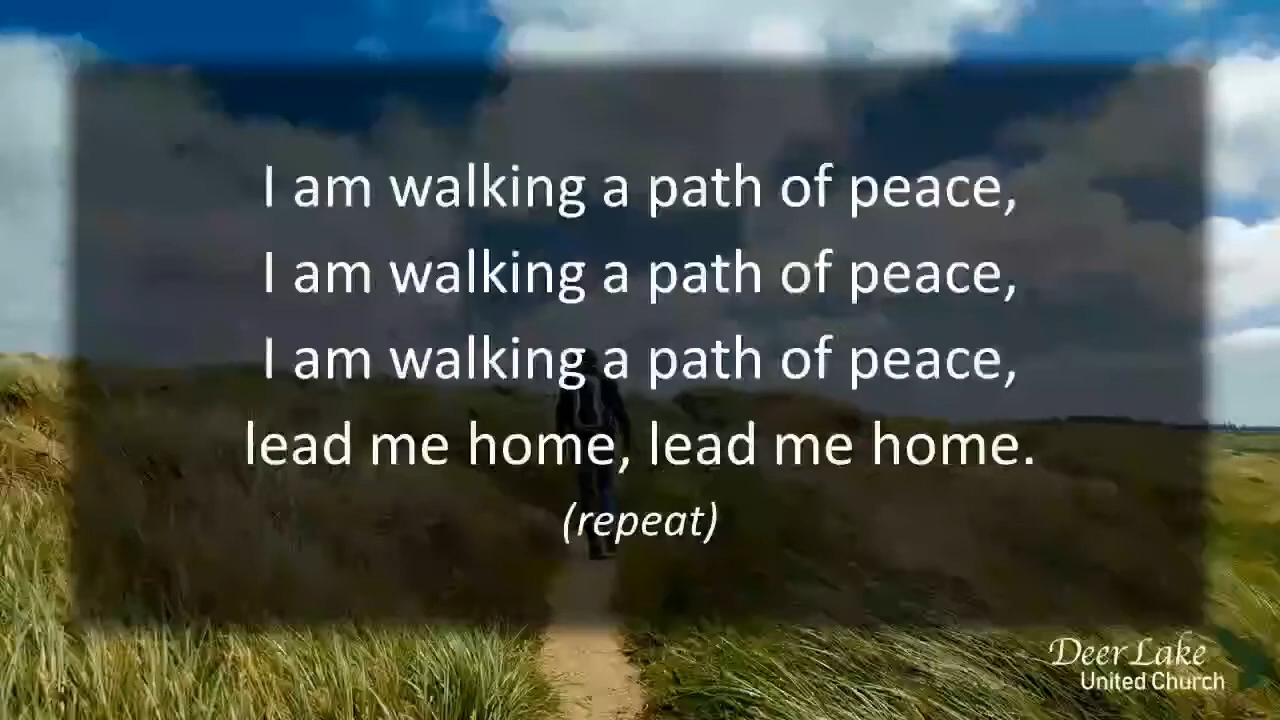 I am walking a path of peace,
I am walking a path of peace,
I am walking a path of peace,
lead me home, lead me home.
(repeat)
Deer Lake
United Church